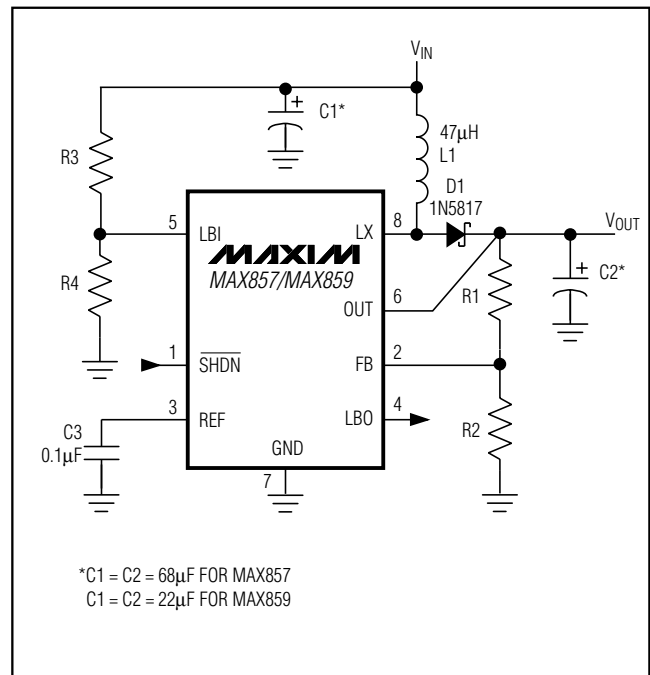 VIN
C1*
+
47µH
L1
R3
D1
1N5817
5
LBI
LX
8
VOUT
MAXIM
MAX857/MAX859
R4
C2*
+
R1
OUT
6
1
SHDN
FB
2
3
REF
LBO
4
C3
0.1µF
R2
GND
7
*C1 = C2 = 68µF FOR MAX857
C1 = C2 = 22µF FOR MAX859